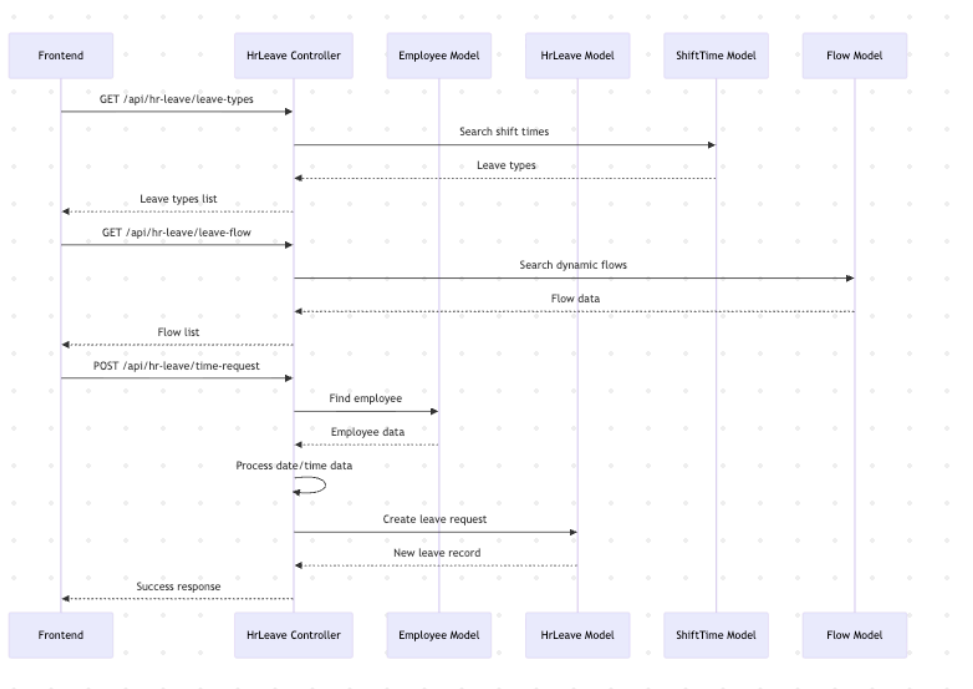 Frontend
HrLeave Controller
Employee Model
HrLeave Model
ShiftTime Model
Flow Model
GET /api/hr-leave/leave-types
Search shift times
Leave types
Leave types list
GET /api/hr-leave/leave-flow
Search dynamic flows
Flow data
Flow list
POST /api/hr-leave/time-request
Find employee
Employee data
Process date/time data
Create leave request
New leave record
Success response
Frontend
HrLeave Controller
Employee Model
HrLeave Model
ShiftTime Model
Flow Model